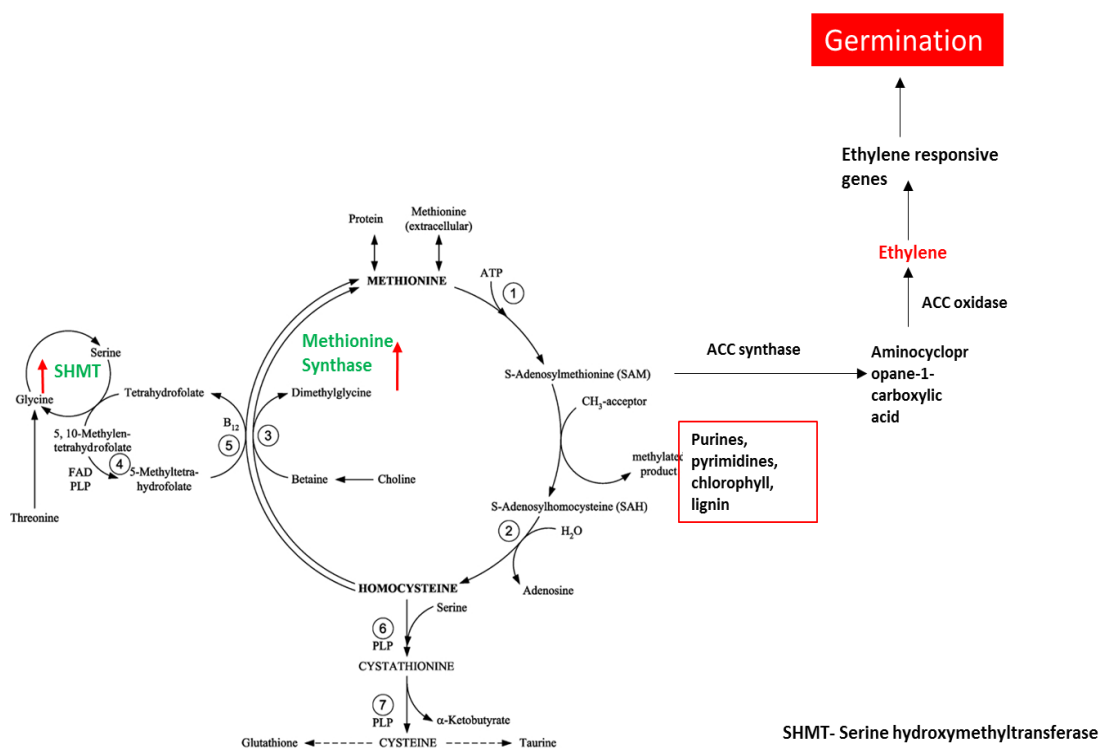 Germination
Ethylene responsive
genes
Ethylene
ACC oxidase
Aminocyclopr
opane-1-
carboxylic
acid
ACC synthase
Protein
Methionine
(extracellular)
METHIONINE
ATP
1
Methionine
Synthase
S-Adenosylmethionine (SAM)
CH3-acceptor
methylated
product
Purines,
pyrimidines,
chlorophyll,
lignin
S-Adenosylhomocysteine (SAH)
2
H2O
Adenosine
Serine
SHMT
Glycine
Tetrahydrofolate
Dimethylglycine
B12
5
3
5, 10-Methylen-
tetrahydrofolate
4
FAD
PLP
5-Methyltetra-
hydrofolate
Betaine
Choline
Threonine
HOMOCYSTEINE
Serine
6
PLP
CYSTATHIONINE
7
PLP
α-Ketobutyrate
Glutathione
CYSTEINE
Taurine
SHMT- Serine hydroxymethyltransferase